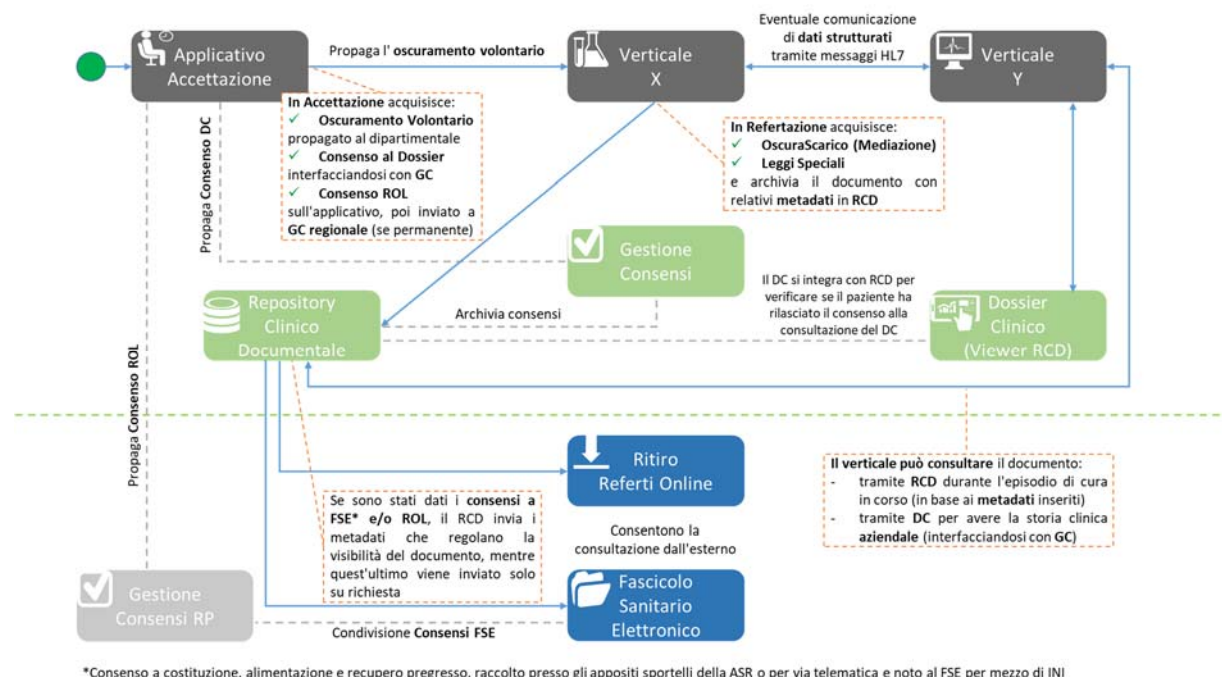 Applicativo
Accettazione
Propaga l' oscuramento volontario
Verticale
X
Eventuale comunicazione
di dati strutturati
tramite messaggi HL7
Verticale
Y
In Accettazione acquisisce:
✓ Oscuramento Volontario
propagato al dipartimentale
✓ Consenso al Dossier
interfacciandosi con GC
✓ Consenso ROL
sull'applicativo, poi inviato a
GC regionale (se permanente)
In Refertazione acquisisce:
✓ OscuraScarico (Mediazione)
✓ Leggi Speciali
e archivia il documento con
relativi metadati in RCD
Propaga Consenso DC
Gestione
Consensi
Repository
Clinico
Documentale
Archivia consensi
Il DC si integra con RCD per
verificare se il paziente ha
rilasciato il consenso alla
consultazione del DC
Dossier
Clinico
(Viewer RCD)
Propaga Consenso ROL
Ritiro
Referti Online
Il verticale può consultare il documento:
- tramite RCD durante l'episodio di cura
in corso (in base ai metadati inseriti)
- tramite DC per avere la storia clinica
aziendale (interfacciandosi con GC)
Se sono stati dati i consensi a
FSE* e/o ROL, il RCD invia i
metadati che regolano la
visibilità del documento, mentre
quest'ultimo viene inviato solo
su richiesta
Consentono la
consultazione dall'esterno
Gestione
Consensi RP
Condivisione Consensi FSE
Fascicolo
Sanitario
Elettronico
*Consenso a costituzione, alimentazione e recupero pregresso, raccolto presso gli appositi sportelli della ASR o per via telematica e noto al FSE per mezzo di INI